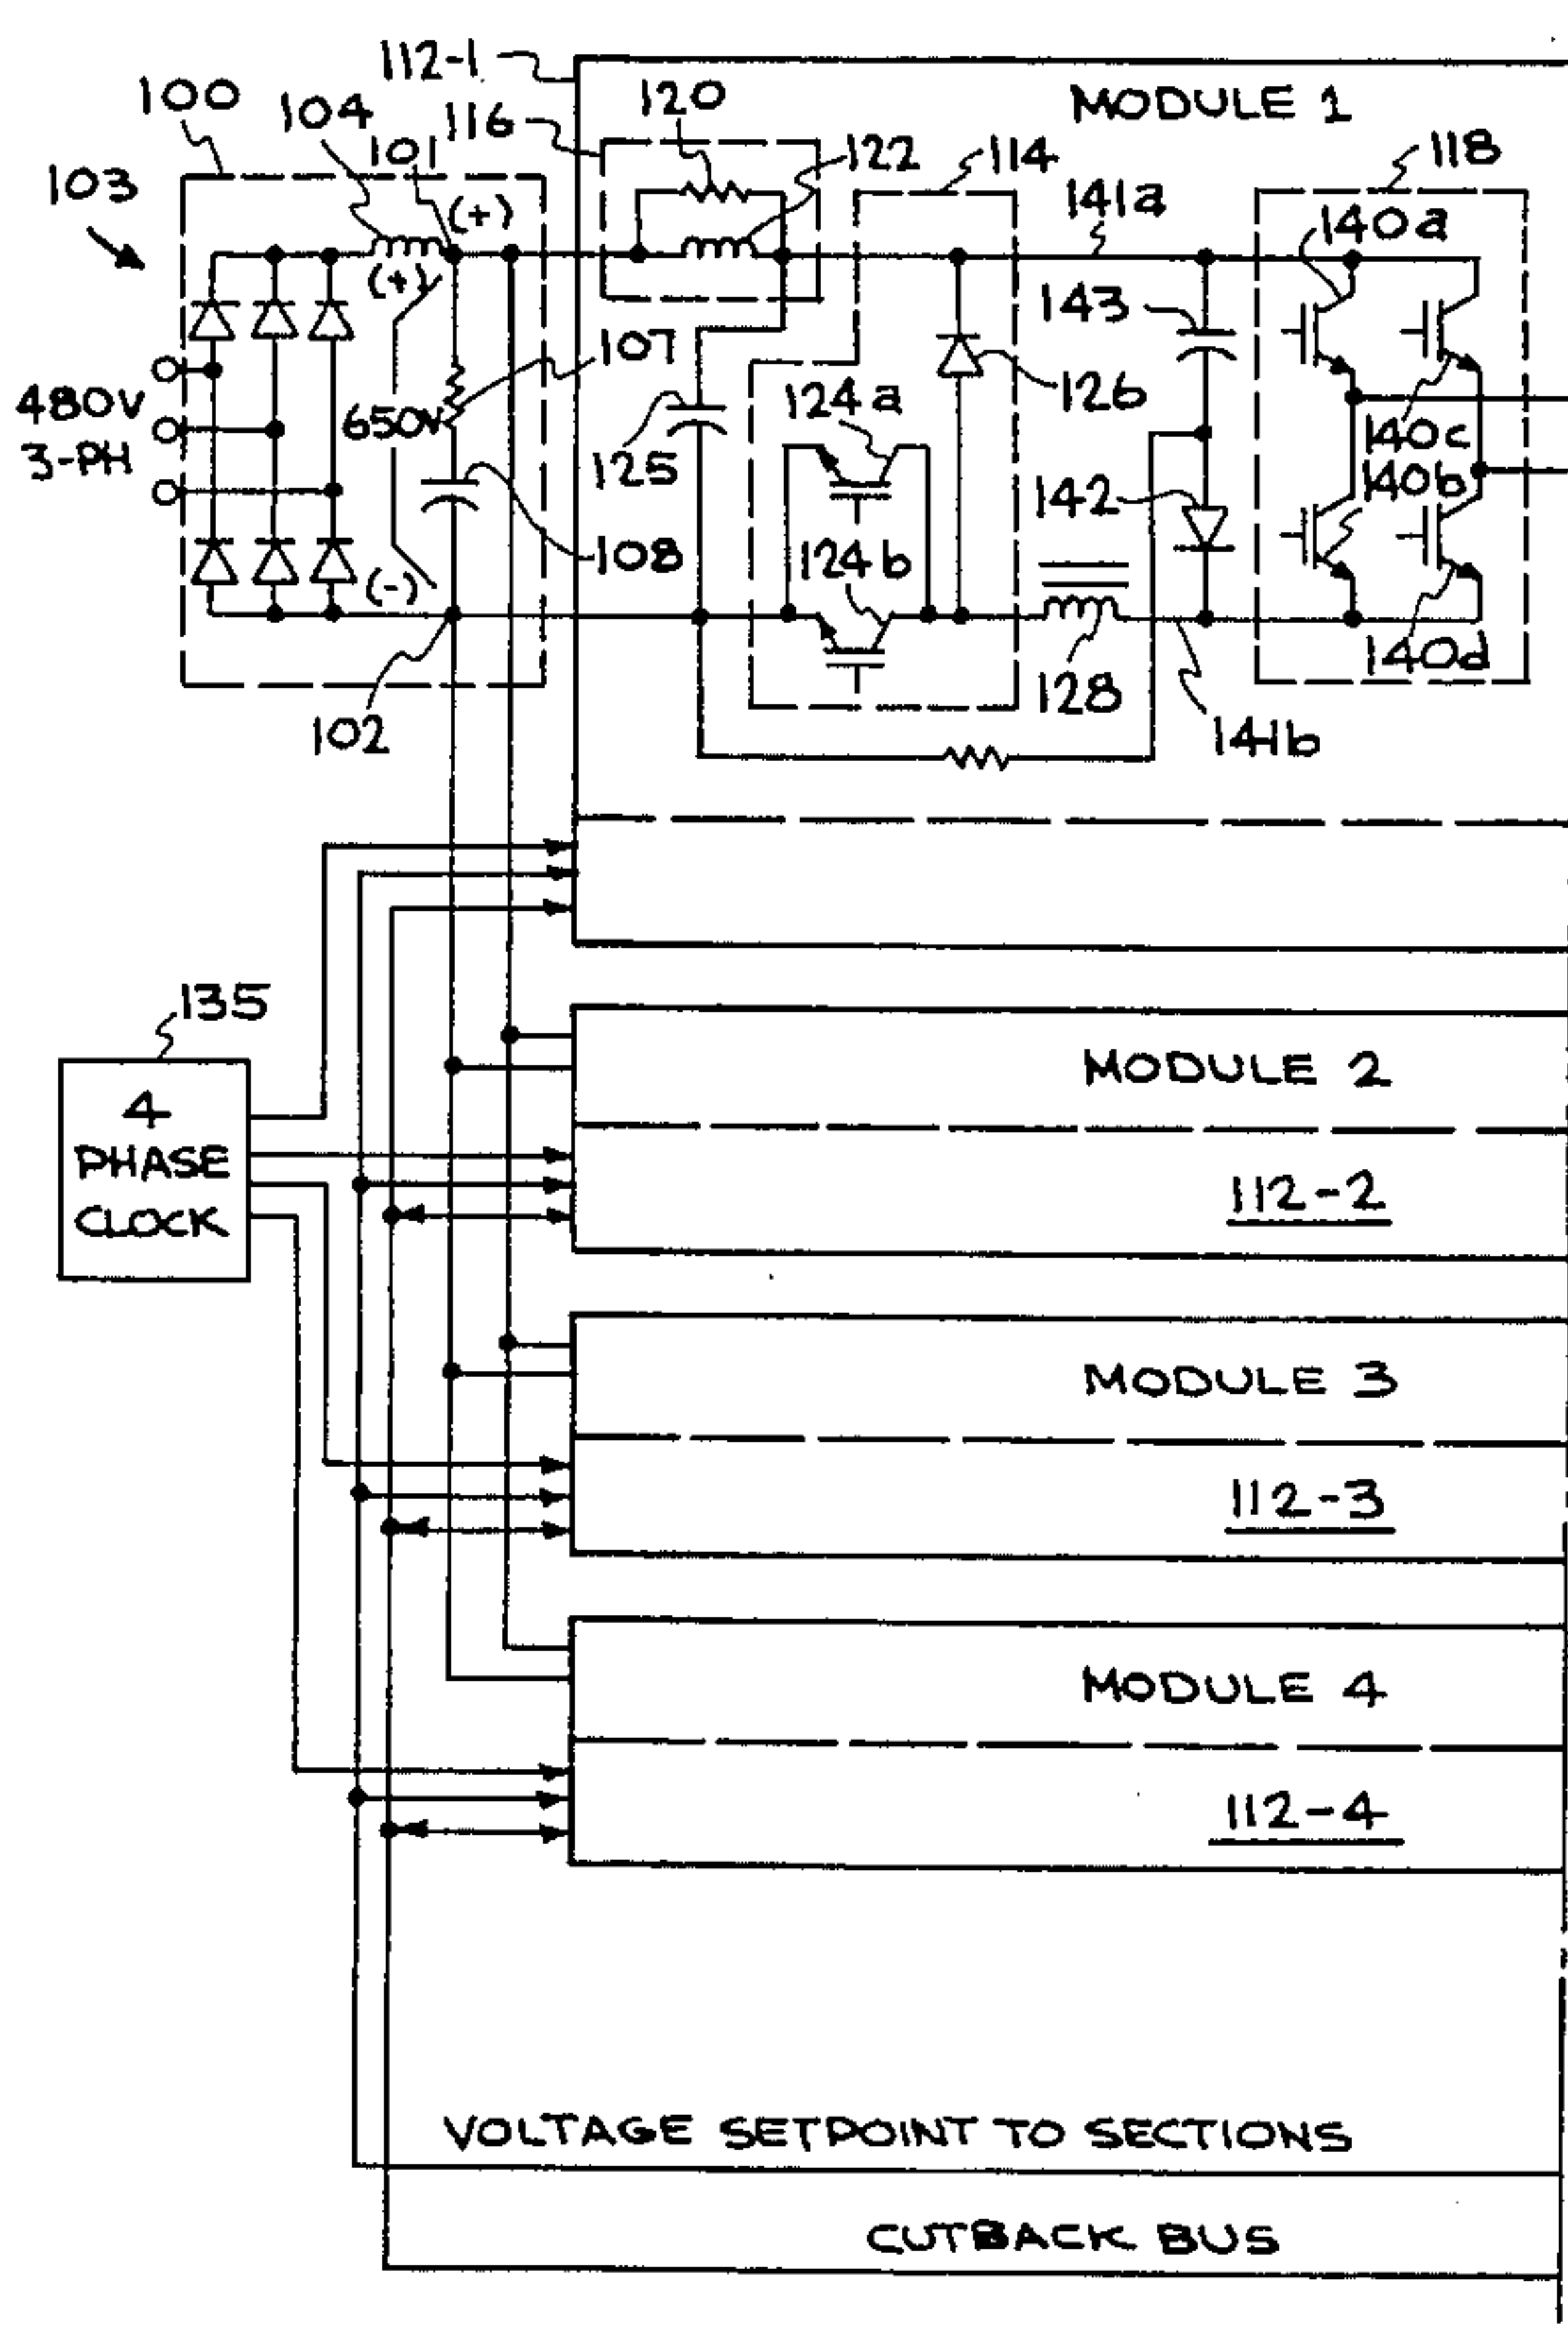 112-1
MODULE 1
100
104
101
116
120
122
114
118
103
(+)
141a
140a
(+)
143
107
480V
3-PH
650V
125
124a
126
140c
140b
142
108
124b
(-)
128
140d
102
141b
135
4
PHASE
CLOCK
MODULE 2
112-2
MODULE 3
112-3
MODULE 4
112-4
VOLTAGE SETPOINT TO SECTIONS
CUTBACK BUS